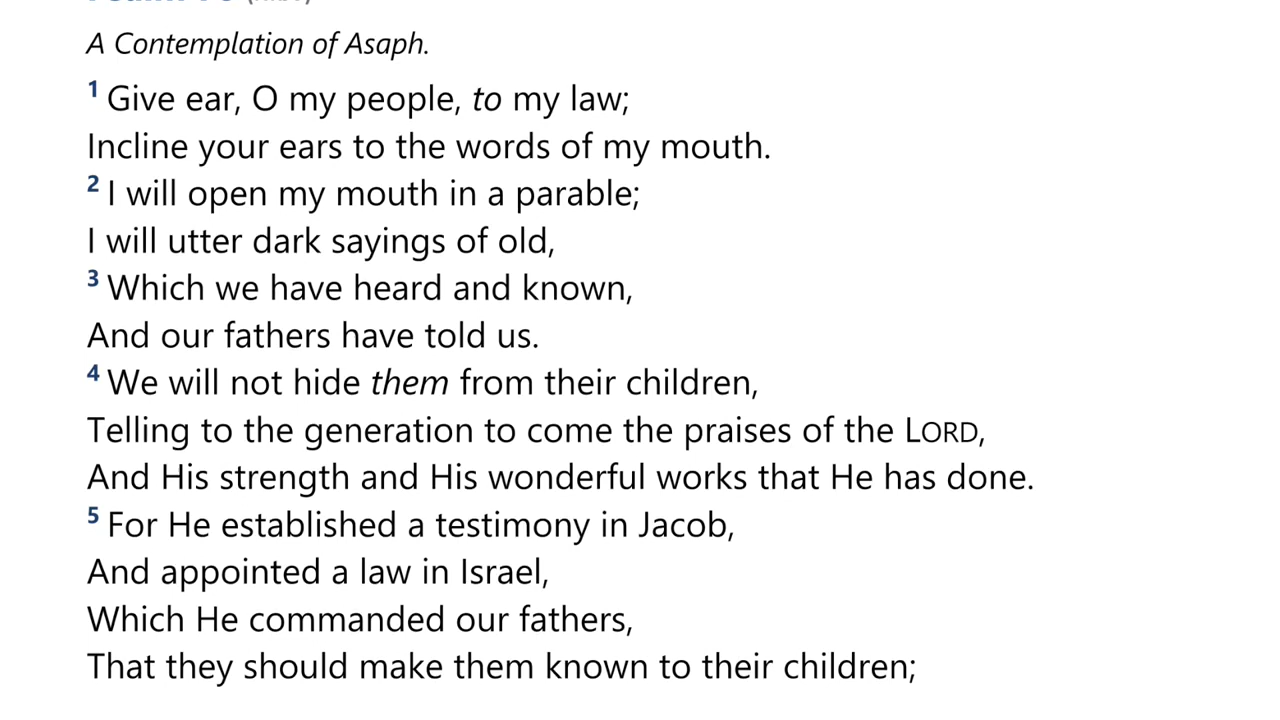 A Contemplation of Asaph.
1 Give ear, O my people, to my law;
Incline your ears to the words of my mouth.
2 I will open my mouth in a parable;
I will utter dark sayings of old,
3 Which we have heard and known,
And our fathers have told us.
4 We will not hide them from their children,
Telling to the generation to come the praises of the LORD,
And His strength and His wonderful works that He has done.
5 For He established a testimony in Jacob,
And appointed a law in Israel,
Which He commanded our fathers,
That they should make them known to their children;